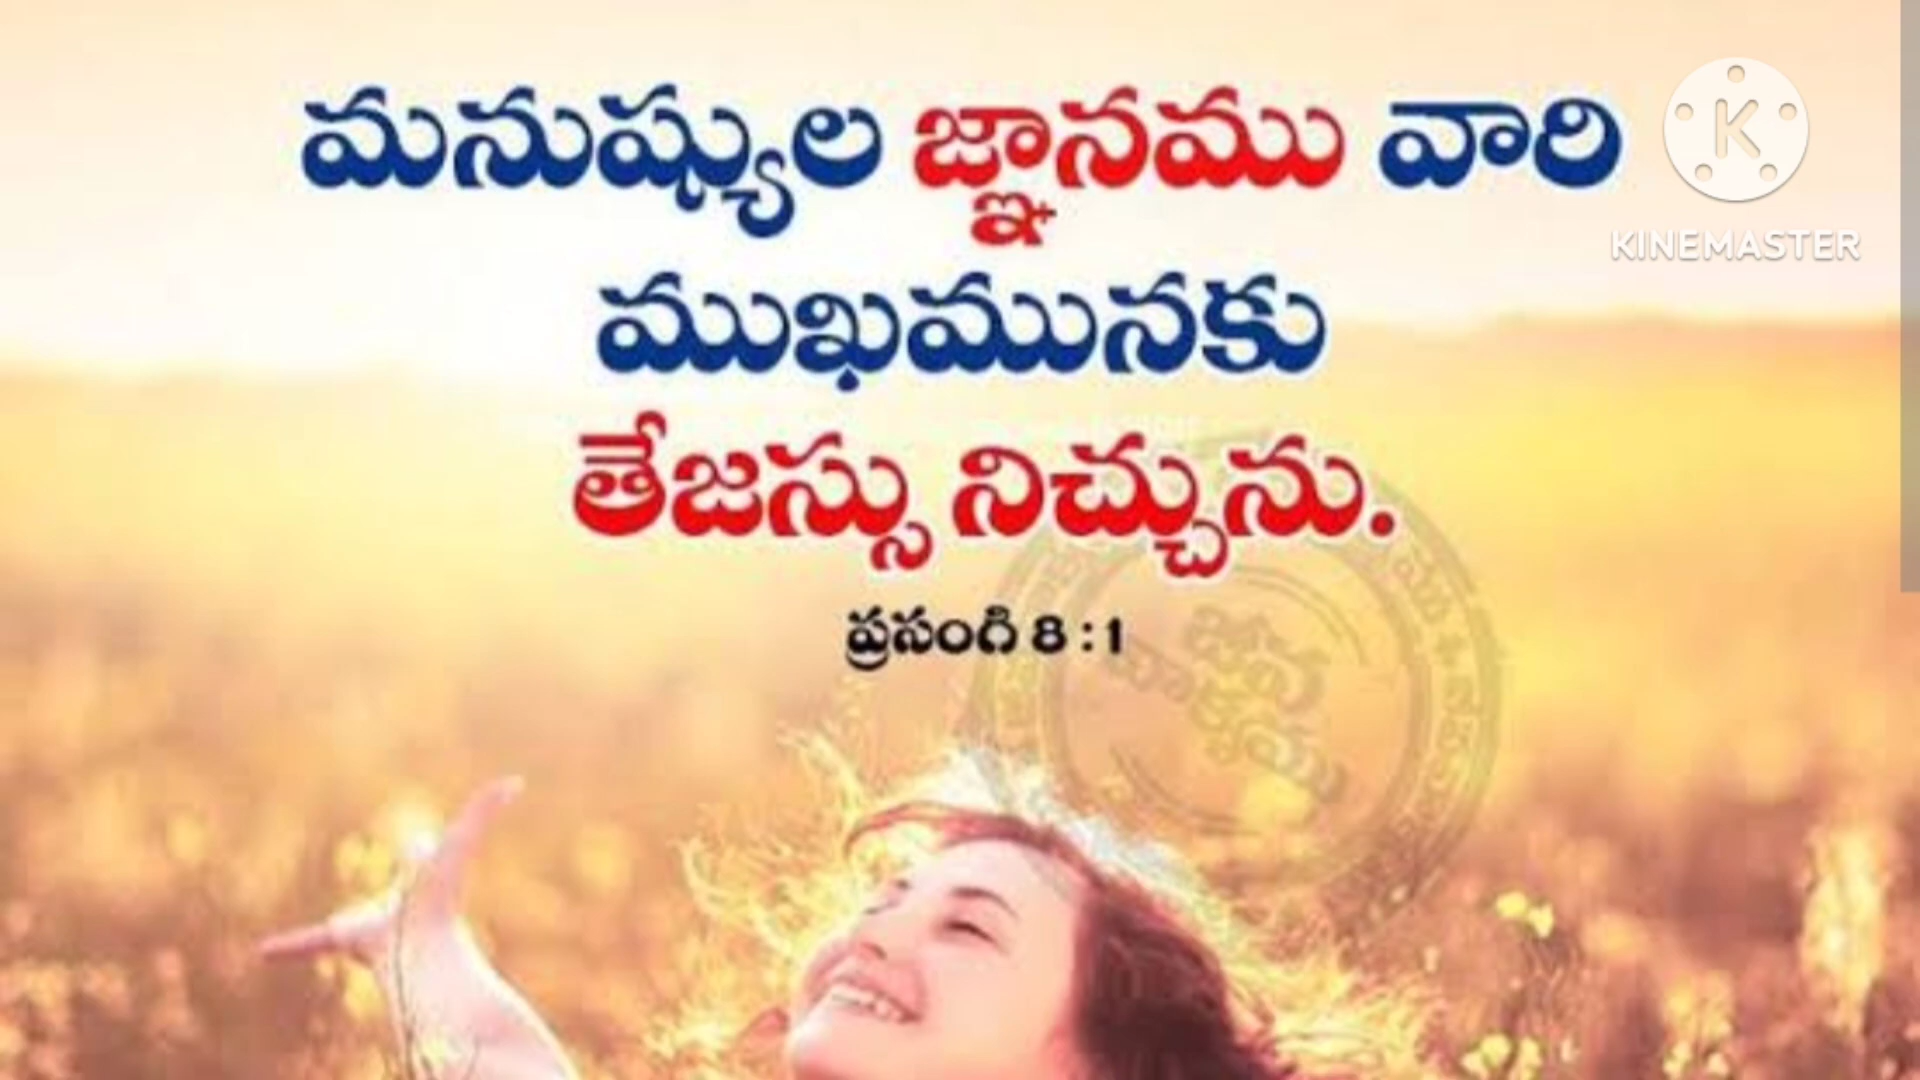 మనుష్యుల జ్ఞానము వారి
ముఖమునకు
తేజస్సు నిచ్చును.
ప్రసంగి 8 : 1
K
KINEMASTER